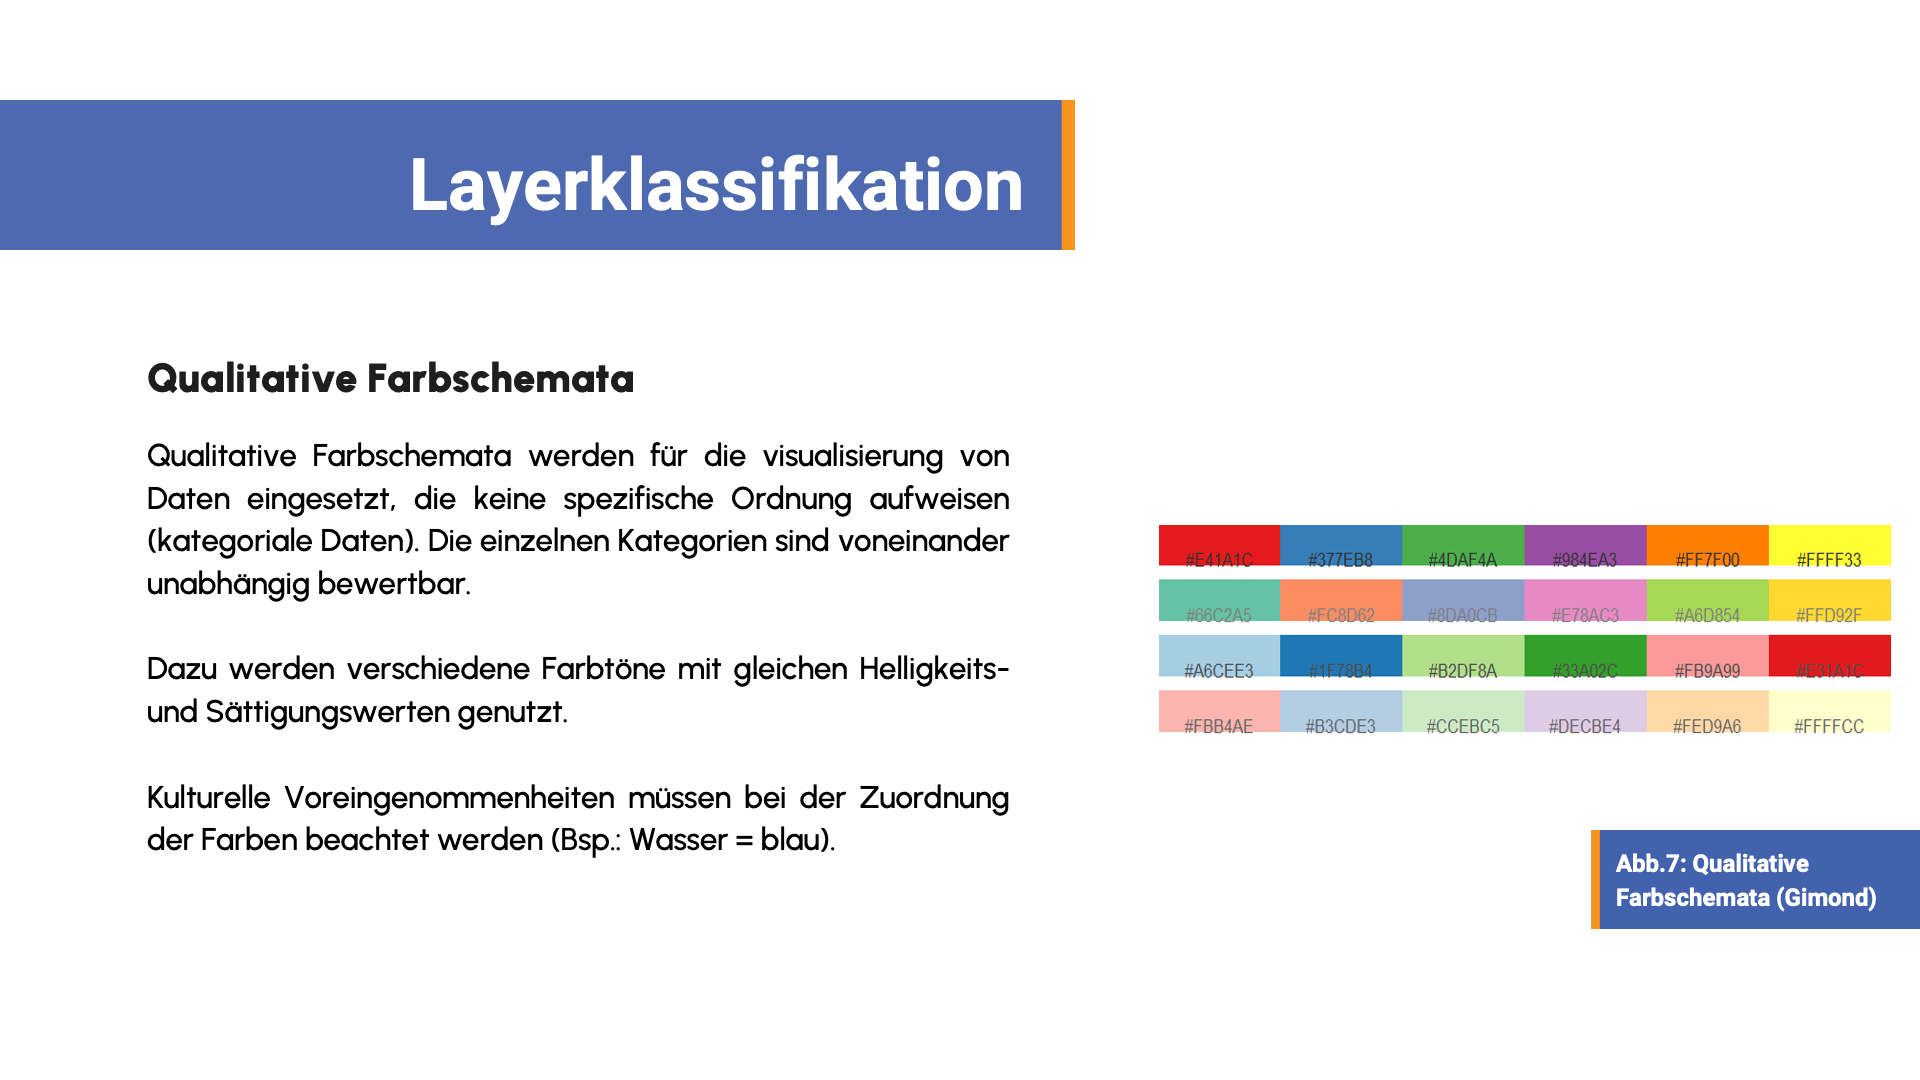 Layerklassifikation
Qualitative Farbschemata
Qualitative Farbschemata werden für die visualisierung von
Daten eingesetzt, die keine spezifische Ordnung aufweisen
(kategoriale Daten). Die einzelnen Kategorien sind voneinander
unabhängig bewertbar.
Dazu werden verschiedene Farbtöne mit gleichen Helligkeits-
und Sättigungswerten genutzt.
Kulturelle Voreingenommenheiten müssen bei der Zuordnung
der Farben beachtet werden (Bsp.: Wasser = blau).
#E41A1C #377EB8 #4DAF4A #984EA3 #FF7F00 #FFFF33
#66C2A5 #FC8D62 #8DA0CB #E78AC3 #A6D854 #FFD92F
#A6CEE3 #1F78B4 #B2DF8A #33A02C #FB9A99 #E31A1C
#FBB4AE #B3CDE3 #CCEBC5 #DECBE4 #FED9A6 #FFFFCC
Abb.7: Qualitative
Farbschemata (Gimond)